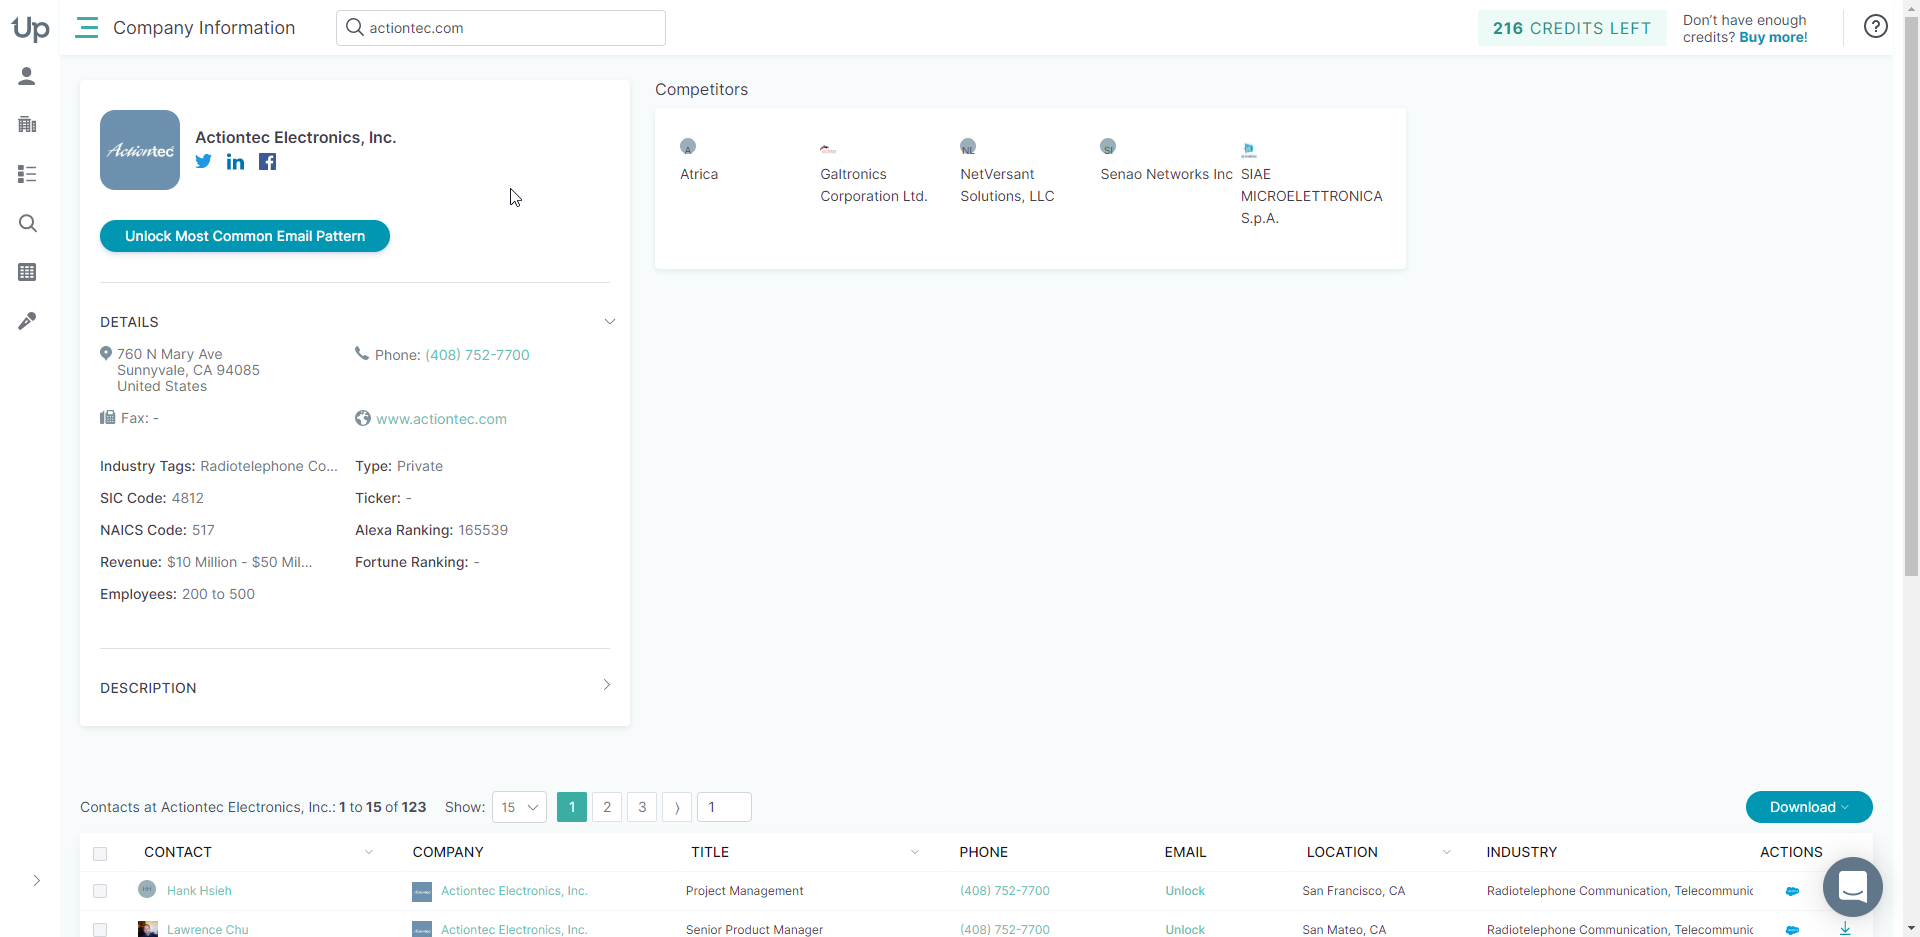 Up
Company Information
actiontec.com
216 CREDITS LEFT
Don't have enough
credits? Buy more!
Actiontec
Actiontec Electronics, Inc.
Unlock Most Common Email Pattern
DETAILS
760 N Mary Ave
Sunnyvale, CA 94085
United States
Phone: (408) 752-7700
Fax: -
www.actiontec.com
Industry Tags: Radiotelephone Co...
Type: Private
SIC Code: 4812
Ticker: -
NAICS Code: 517
Alexa Ranking: 165539
Revenue: $10 Million - $50 Mil...
Fortune Ranking: -
Employees: 200 to 500
DESCRIPTION
Competitors
A
Atrica
Galtronics
Corporation Ltd.
NL
NetVersant
Solutions, LLC
SI
Senao Networks Inc
SIAE
MICROELETTRONICA
S.p.A.
Contacts at Actiontec Electronics, Inc.: 1 to 15 of 123 Show: 15 1 2 3 1
Download
CONTACT COMPANY TITLE PHONE EMAIL LOCATION INDUSTRY ACTIONS
HH Hank Hsieh Actiontec Electronics, Inc. Project Management (408) 752-7700 Unlock San Francisco, CA Radiotelephone Communication, Telecommunic
Lawrence Chu Actiontec Electronics, Inc. Senior Product Manager (408) 752-7700 Unlock San Mateo, CA Radiotelephone Communication, Telecommunic